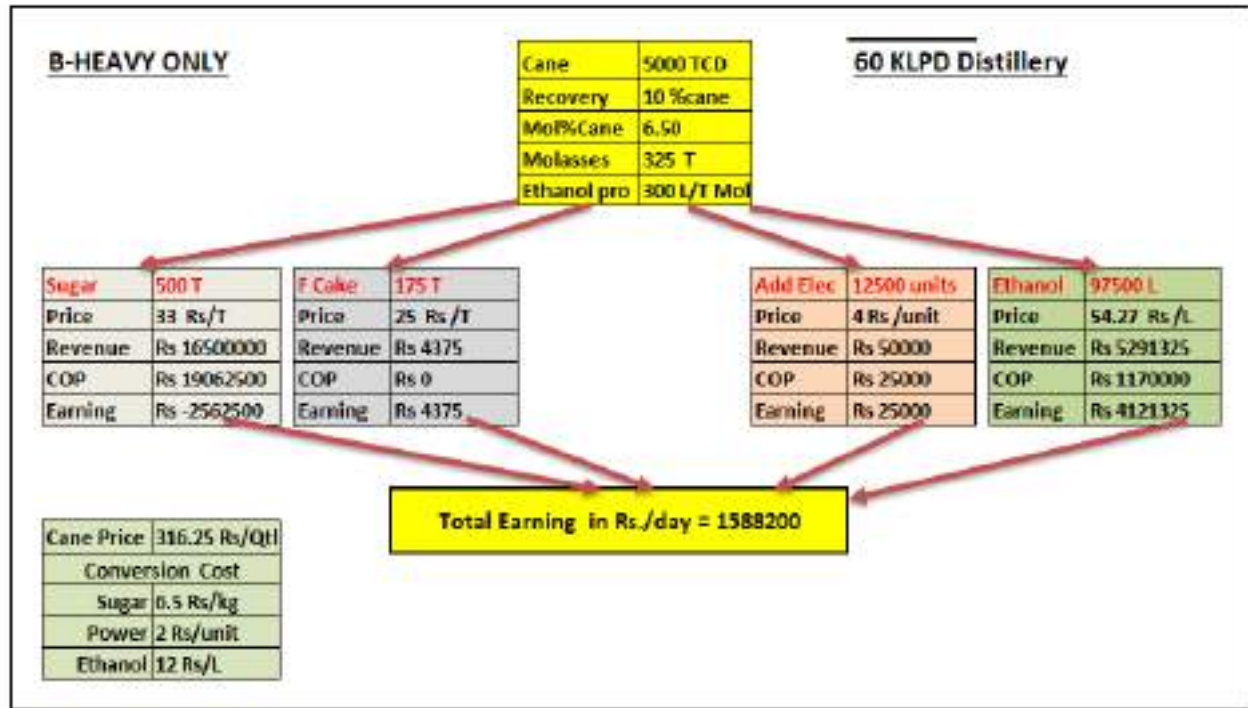 B-HEAVY ONLY
60 KLPD Distillery
Cane 5000 TCD
Recovery 10 %cane
Mol%Cane 6.50
Molasses 325 T
Ethanol pro 300 L/T Mol
Sugar 500 T
Price 33 Rs/T
Revenue Rs 16500000
COP Rs 19062500
Earning Rs -2562500
F Cake 175 T
Price 25 Rs /T
Revenue Rs 4375
COP Rs 0
Earning Rs 4375
Add Elec 12500 units
Price 4 Rs /unit
Revenue Rs 50000
COP Rs 25000
Earning Rs 25000
Ethanol 97500 L
Price 54.27 Rs /L
Revenue Rs 5291325
COP Rs 1170000
Earning Rs 4121325
Total Earning in Rs./day = 1588200
Cane Price 316.25 Rs/Qtl
Conversion Cost
Sugar 6.5 Rs/kg
Power 2 Rs/unit
Ethanol 12 Rs/L